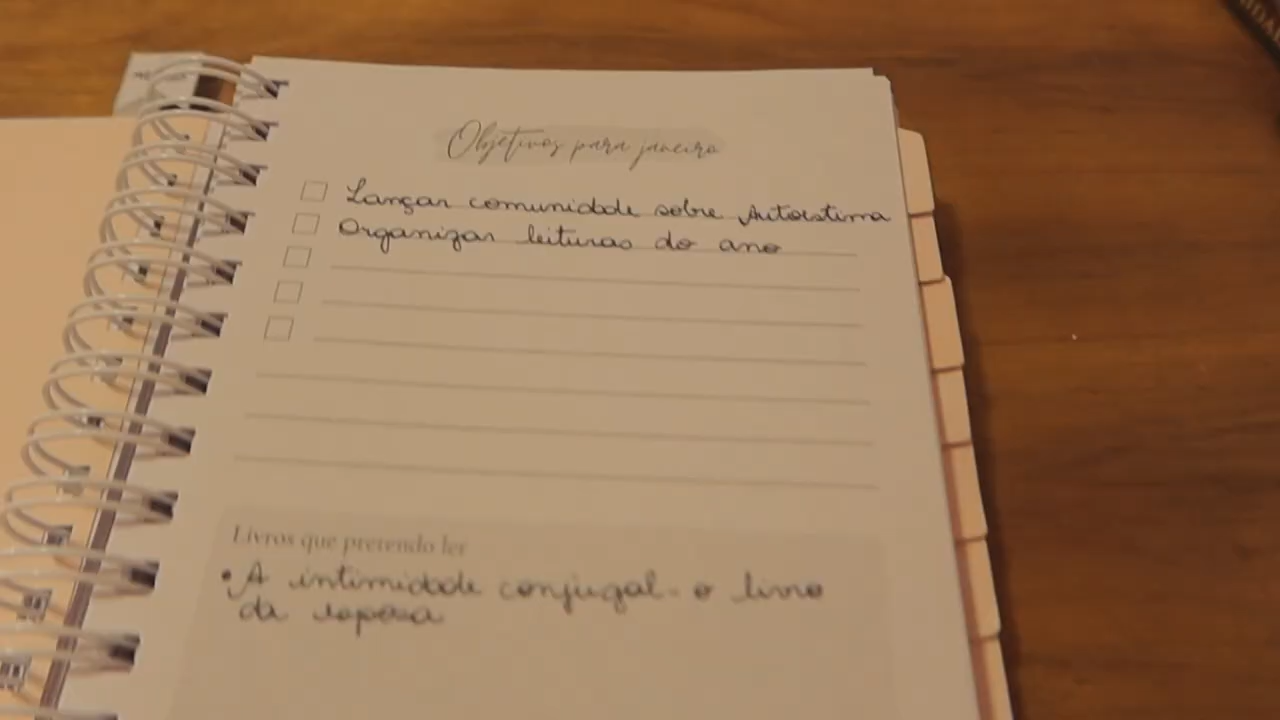 Objetivos para janeiro
Lançar comunidade sobre Autoestima
Organizar leituras do ano
Livros que pretendo ler
• A intimidade conjugal - o livro
da esposa